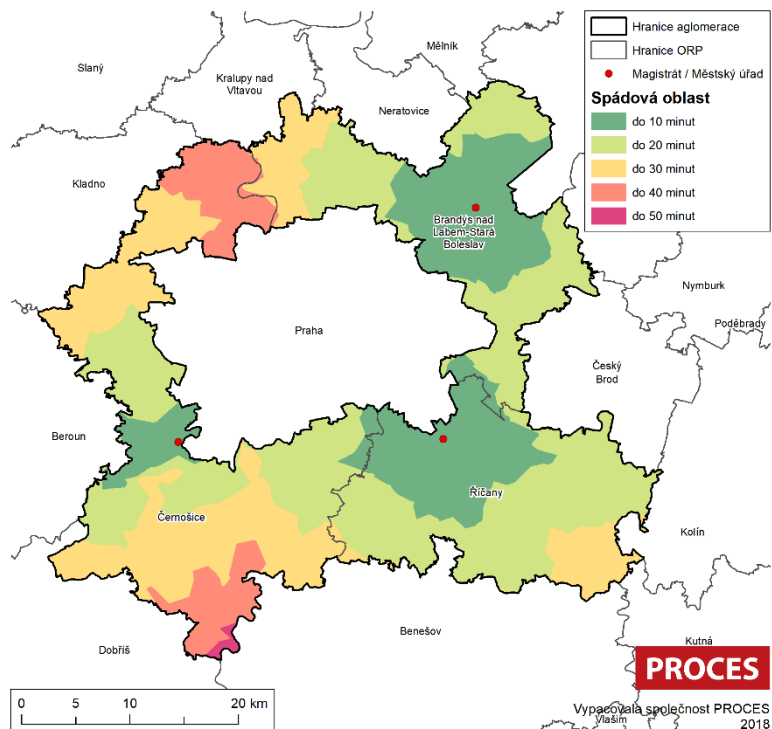 Hranice aglomerace
Hranice ORP
Magistrát / Městský úřad
Spádová oblast
do 10 minut
do 20 minut
do 30 minut
do 40 minut
do 50 minut
Mělník
Slaný
Kralupy nad
Vltavou
Neratovice
Kladno
Brandýs nad
Labem-Stará
Boleslav
Nymburk
Poděbrady
Praha
Český
Brod
Beroun
Říčany
Černošice
Kolín
Benešov
Dobříš
Kutná
PROCES
0 5 10 20 km
Vypacovala společnost PROCES
2018
Vlašim